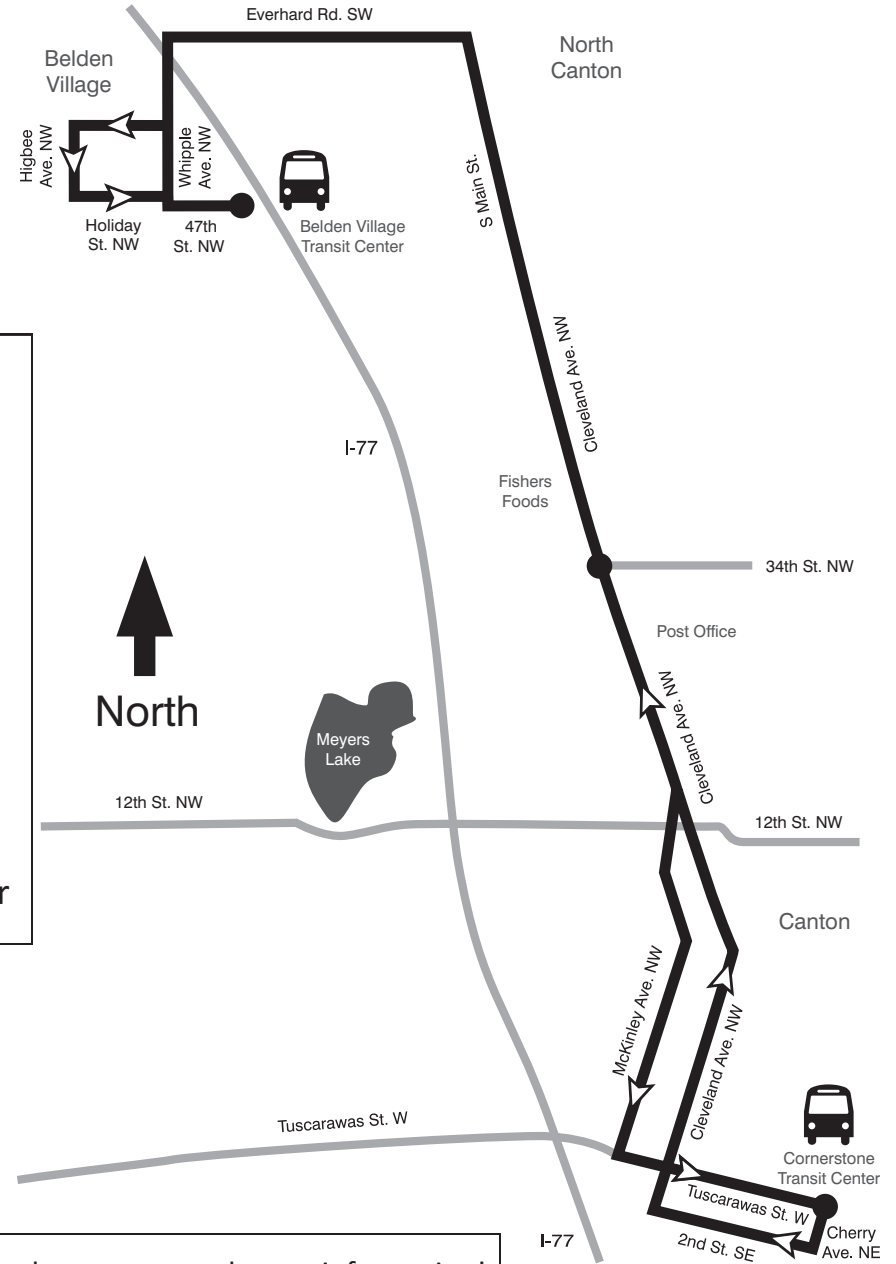 Everhard Rd. SW
North
Canton
Belden
Village
Higbee
Ave. NW
Whipple
Ave. NW
S Main St.
Holiday
St. NW
47th
St. NW
Belden Village
Transit Center
Cleveland Ave. NW
I-77
Fishers
Foods
34th St. NW
Post Office
North
Cleveland Ave. NW
Meyers
Lake
12th St. NW
12th St. NW
r
Canton
McKinley Ave. NW
Cleveland Ave. NW
Tuscarawas St. W
Cornerstone
Transit Center
Tuscarawas St. W
Cherry
Ave. NE
2nd St. SE
I-77